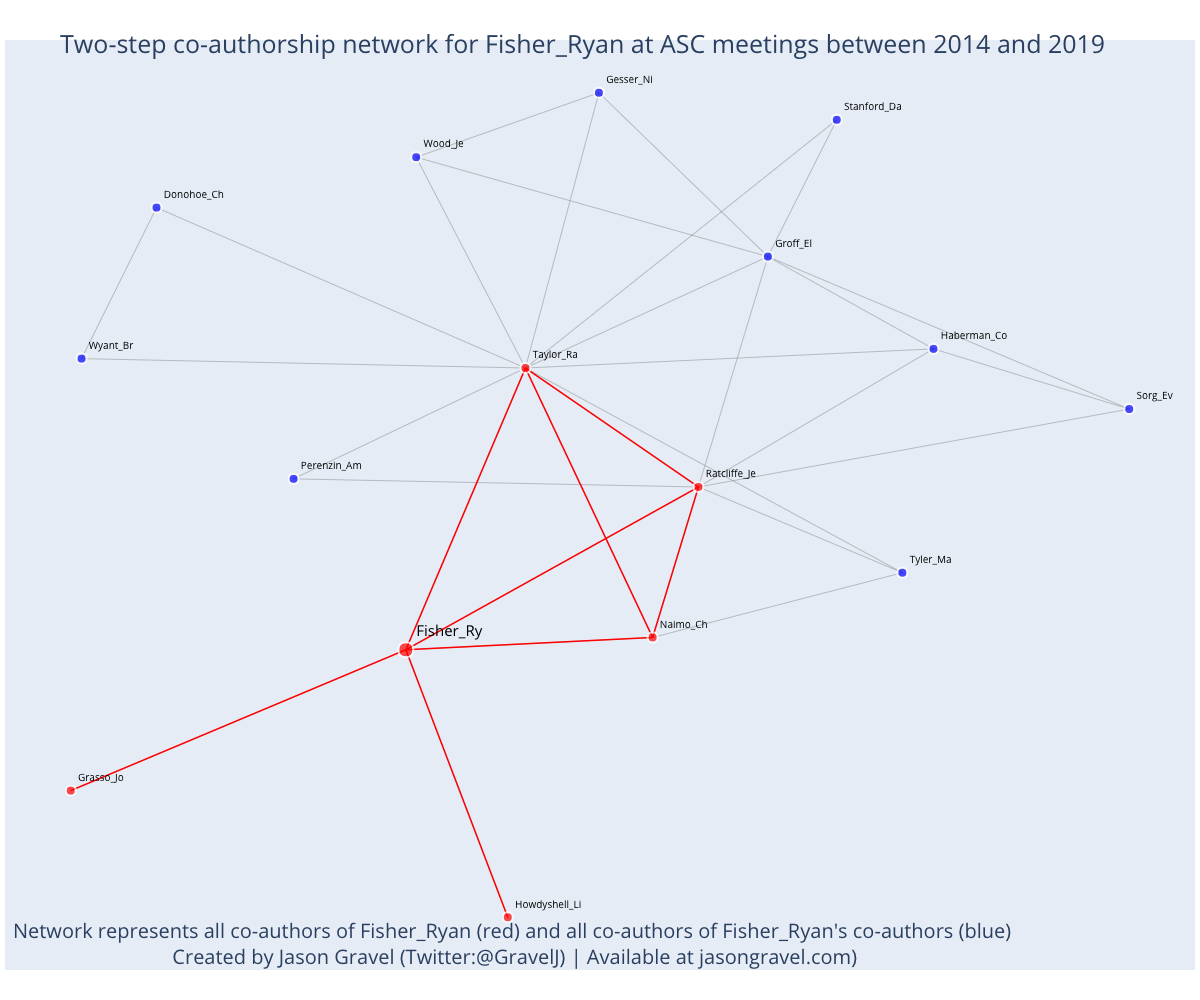 Two-step co-authorship network for Fisher_Ryan at ASC meetings between 2014 and 2019
Gesser_Ni
Stanford_Da
Wood_Je
Donohoe_Ch
Groff_El
Haberman_Co
Wyant_Br
Taylor_Ra
Sorg_Ev
Perenzin_Am
Ratcliffe_Je
Tyler_Ma
Naimo_Ch
Fisher_Ry
Grasso_Jo
Howdyshell_Li
Network represents all co-authors of Fisher_Ryan (red) and all co-authors of Fisher_Ryan's co-authors (blue)
Created by Jason Gravel (Twitter:@GravelJ) | Available at jasongravel.com)